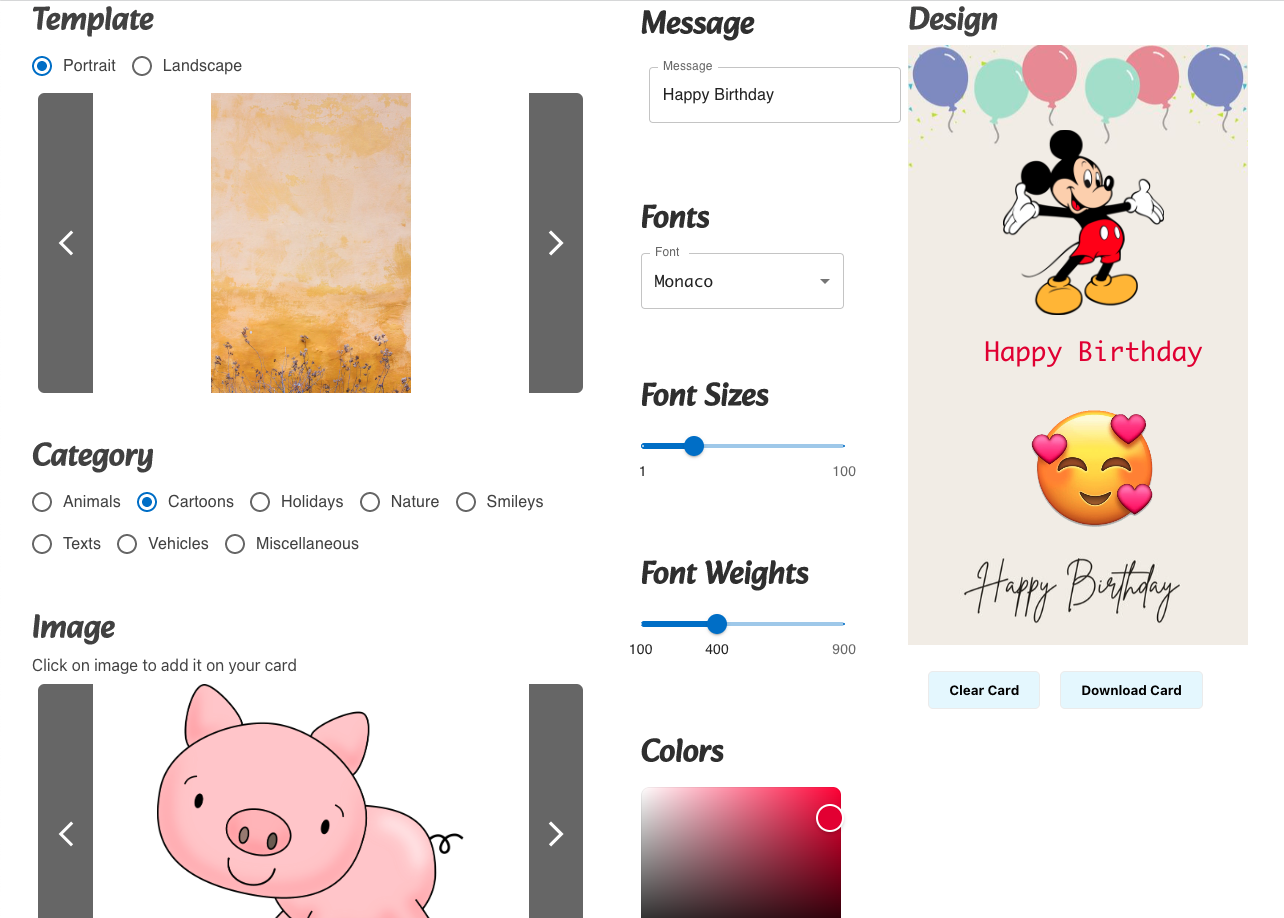 Template
Portrait
Landscape
Category
Animals
Cartoons
Holidays
Nature
Smileys
Texts
Vehicles
Miscellaneous
Image
Click on image to add it on your card
Message
Message
Happy Birthday
Fonts
Font
Monaco
Font Sizes
1
100
Font Weights
100
400
900
Colors
Design
Happy Birthday
Happy Birthday
Clear Card
Download Card